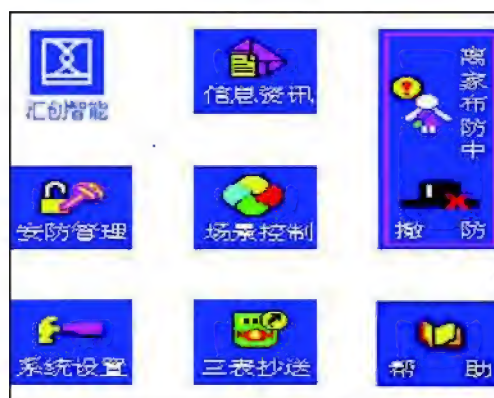 汇创智能
信息资讯
离家布防中
撤防
安防管理
场景控制
系统设置
三表抄送
帮助